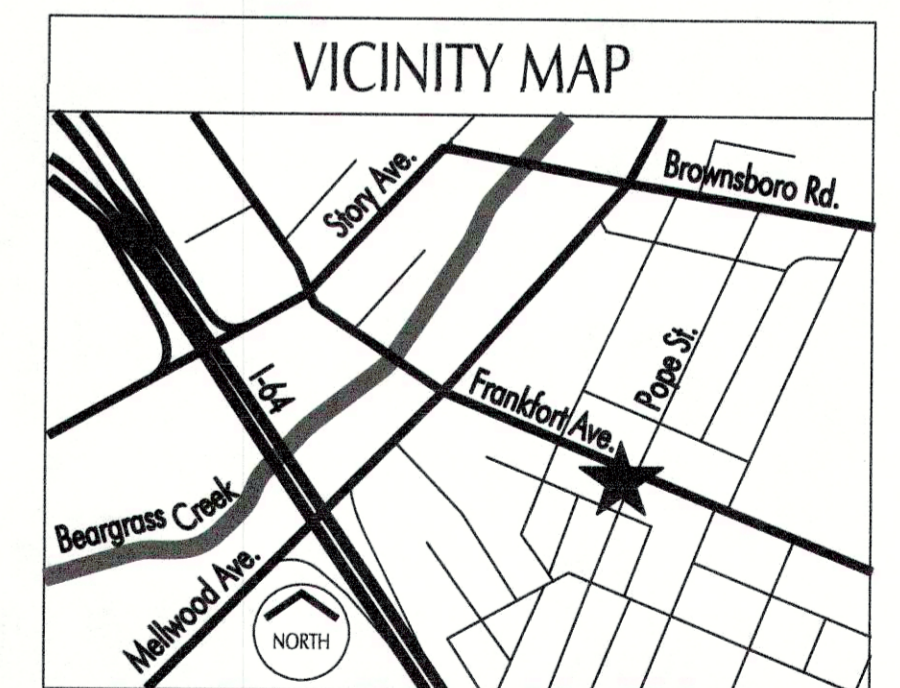 VICINITY MAP
Brownsboro Rd.
Story Ave.
Pope St.
I-64
Frankfort Ave.
Beargrass Creek
Mellwood Ave.
NORTH